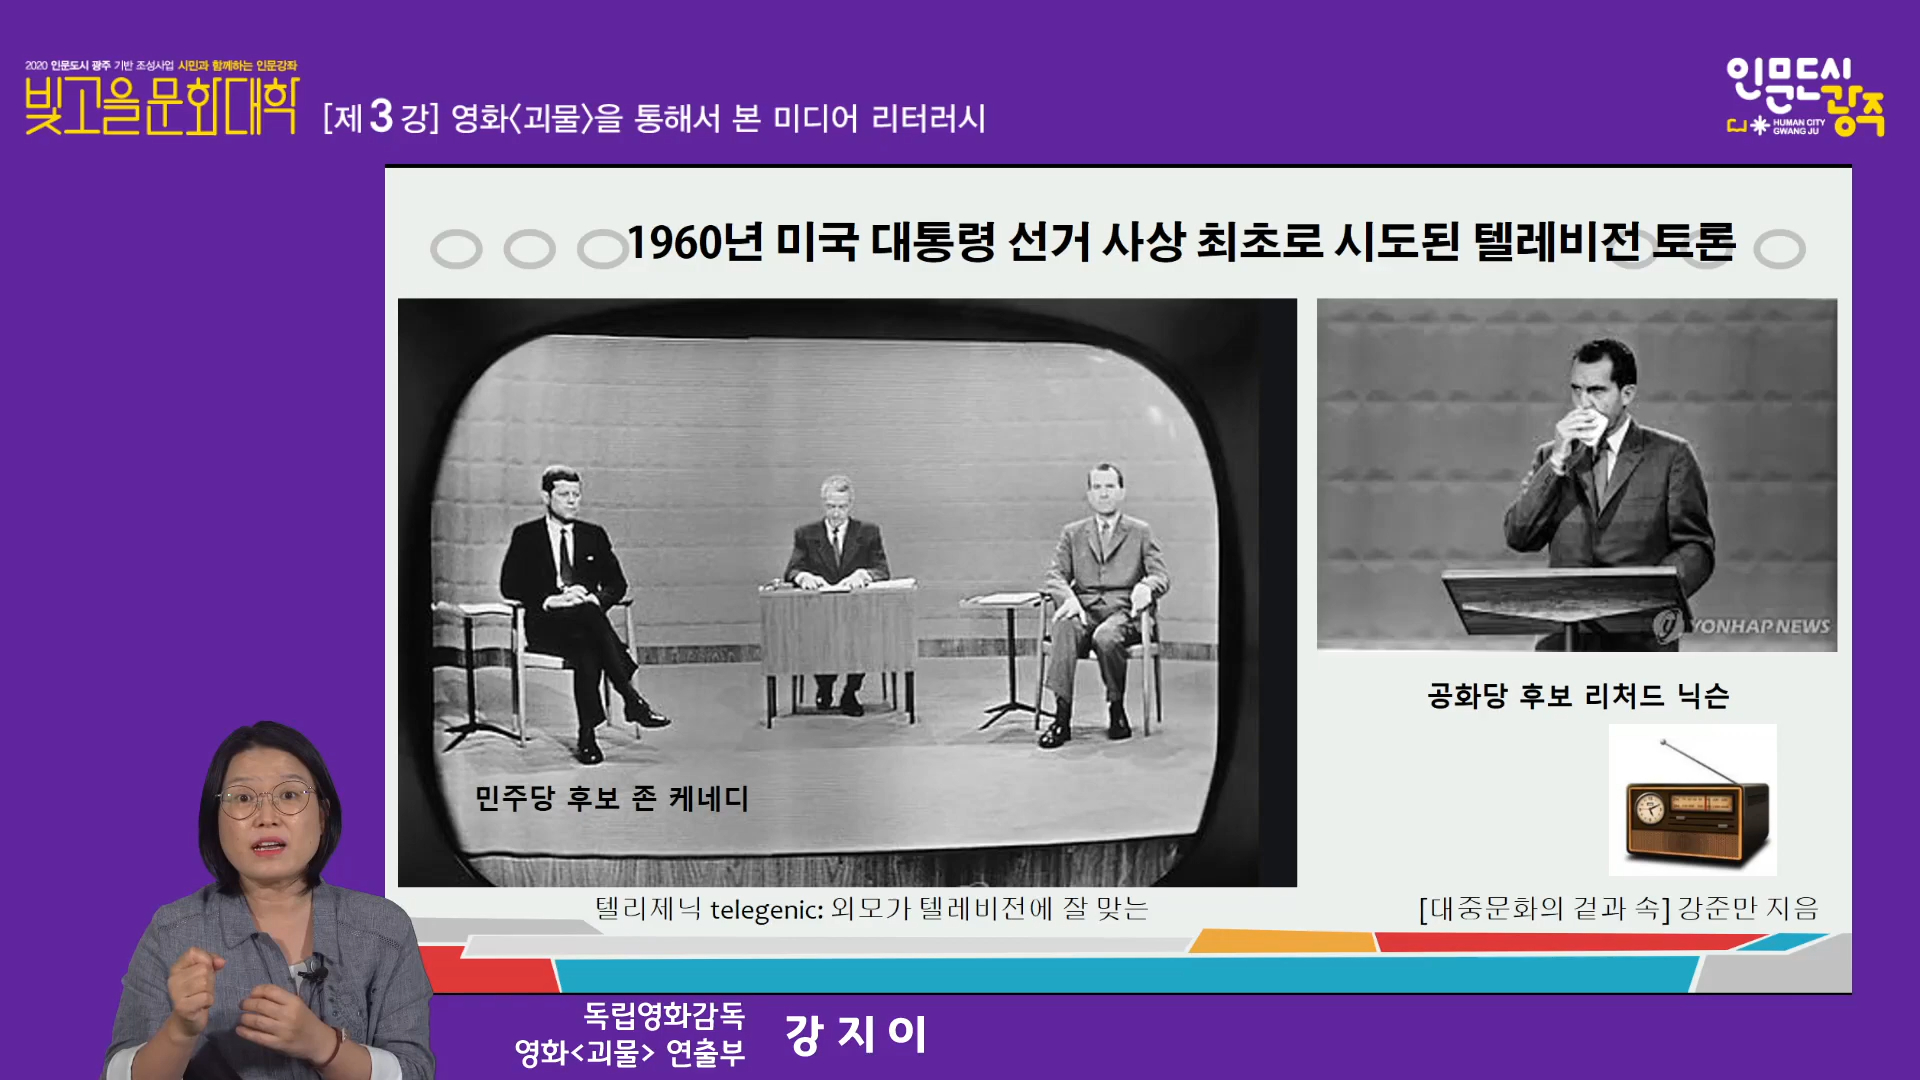 2020 인문도시 광주 기반 조성사업 시민과 함께하는 인문강좌
빛고을문화대학
[제3강] 영화<괴물>을 통해서 본 미디어 리터러시
인문도시
광주
HUMAN CITY
GWANG JU
1960년 미국 대통령 선거 사상 최초로 시도된 텔레비전 토론
민주당 후보 존 케네디
YONHAP NEWS
공화당 후보 리처드 닉슨
텔리제닉 telegenic: 외모가 텔레비전에 잘 맞는
[대중문화의 겉과 속] 강준만 지음
독립영화감독
영화<괴물> 연출부
강지이